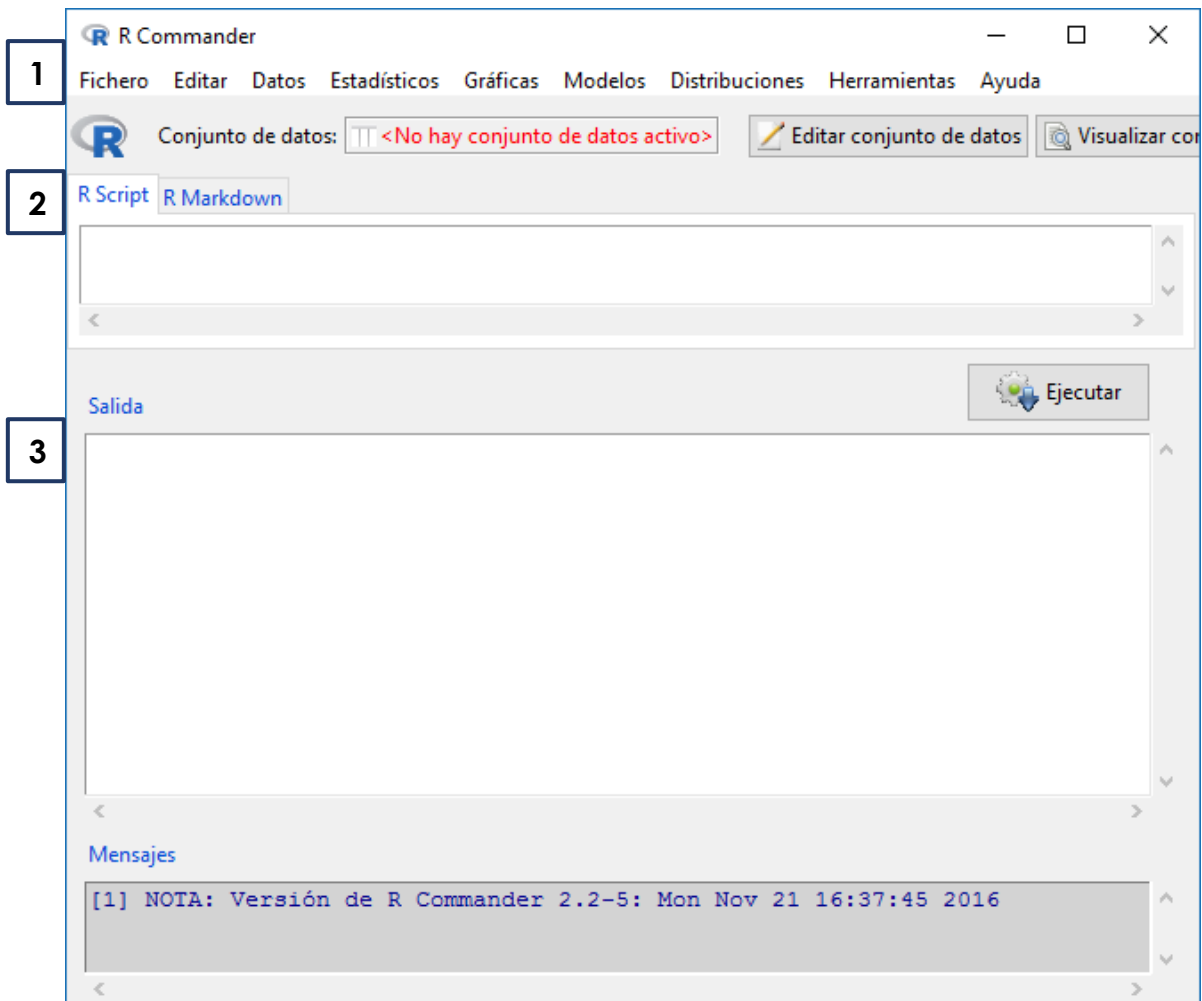 R Commander
1
Fichero Editar Datos Estadísticos Gráficas Modelos Distribuciones Herramientas Ayuda
R Conjunto de datos: <No hay conjunto de datos activo> Editar conjunto de datos Visualizar cor
2
R Script R Markdown
Ejecutar
Salida
3
Mensajes
[1] NOTA: Versión de R Commander 2.2-5: Mon Nov 21 16:37:45 2016